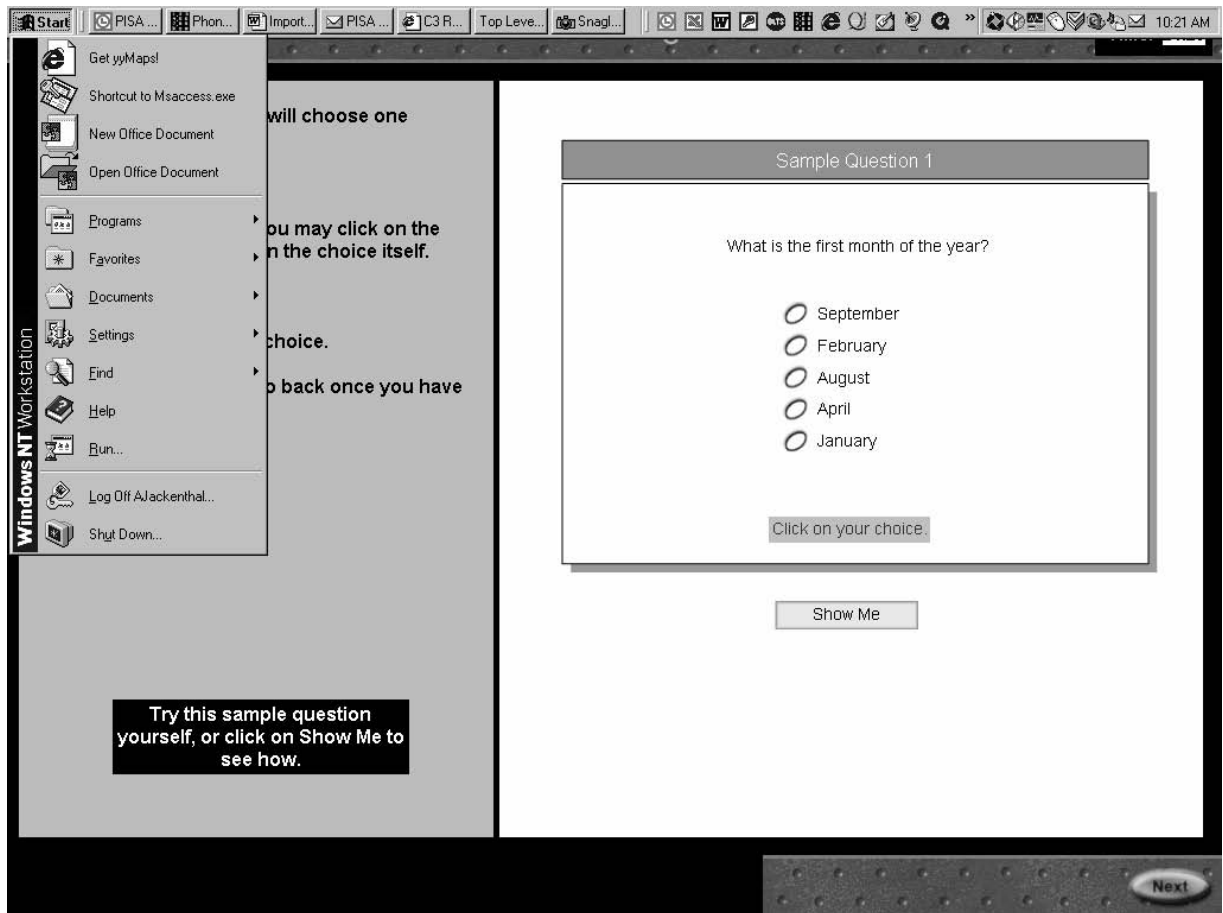 Start
PISA ...
Phon...
Import...
PISA ...
C3 R...
Top Leve...
SnagI...
10:21 AM
Get yyMaps!
Shortcut to Msaccess.exe
New Office Document
Open Office Document
Programs
Favorites
Documents
Settings
Find
Help
Run...
Log Off AJackenthal...
Shut Down...
Windows NT Workstation
will choose one
ou may click on the
n the choice itself.
choice.
o back once you have
Try this sample question
yourself, or click on Show Me to
see how.
Sample Question 1
What is the first month of the year?
September
February
August
April
January
Click on your choice.
Show Me
Next